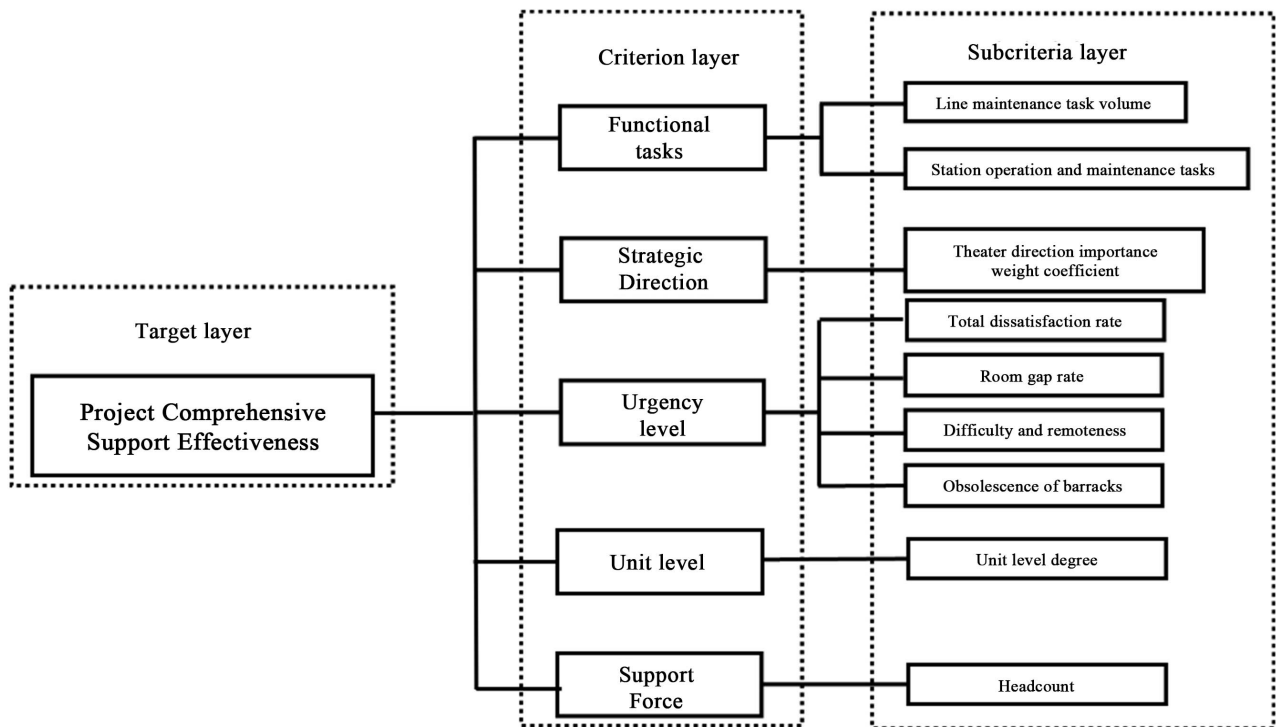 Target layer
Project Comprehensive
Support Effectiveness
Criterion layer
Functional
tasks
Strategic
Direction
Urgency
level
Unit level
Support
Force
Subcriteria layer
Line maintenance task volume
Station operation and maintenance tasks
Theater direction importance
weight coefficient
Total dissatisfaction rate
Room gap rate
Difficulty and remoteness
Obsolescence of barracks
Unit level degree
Headcount